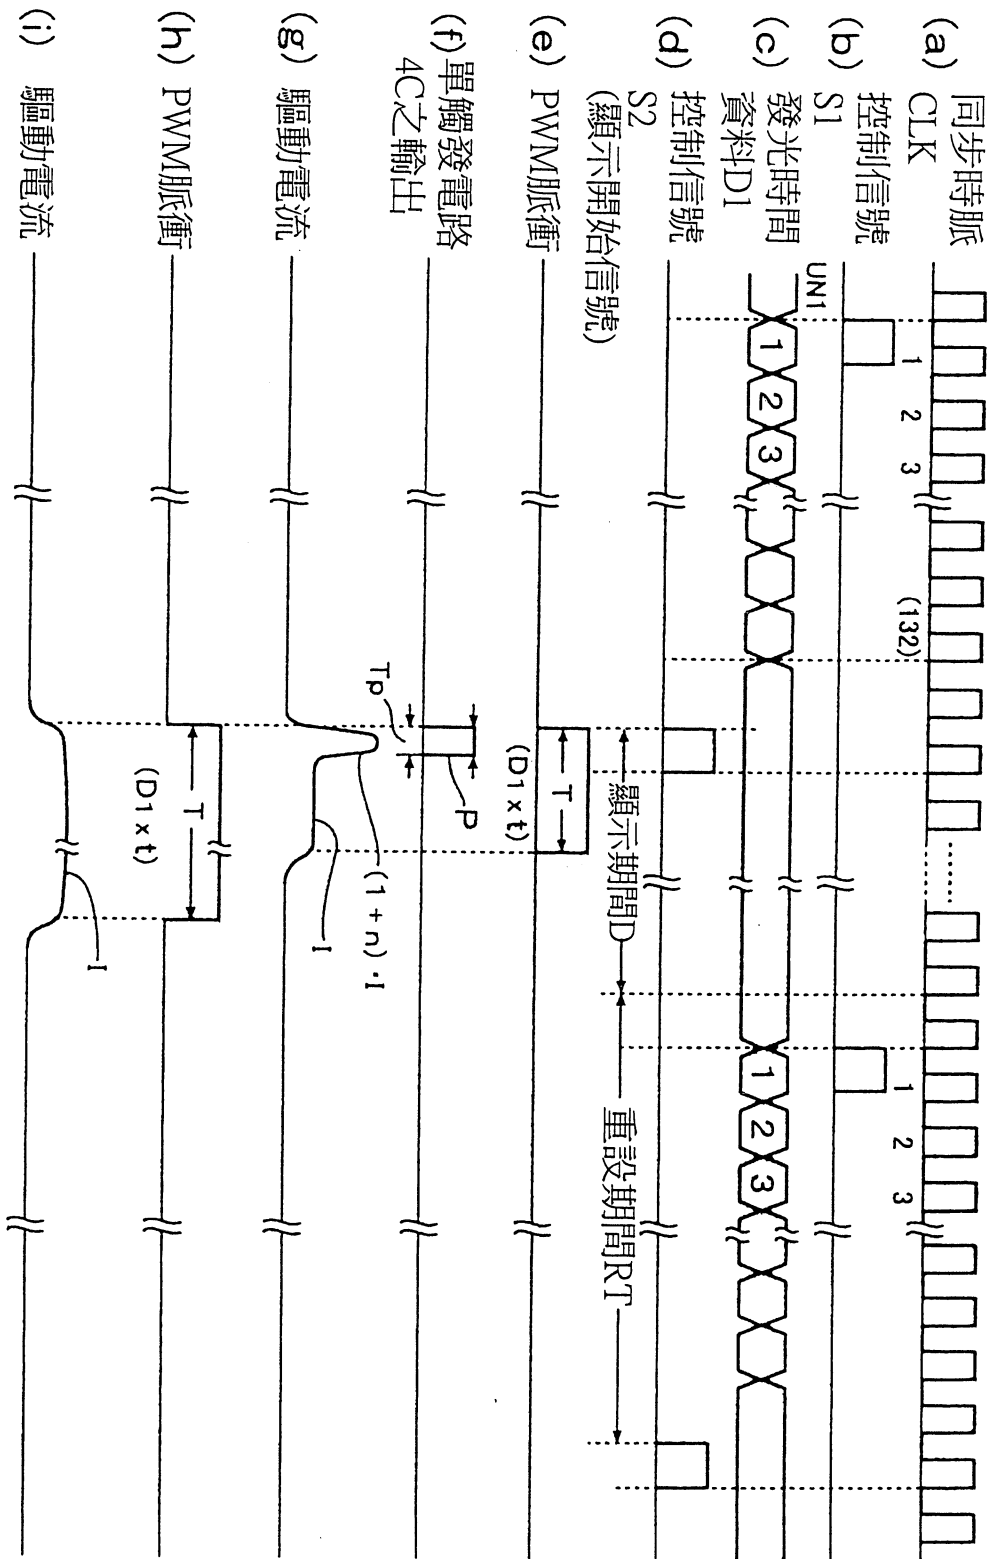 (a) 同步時脈
CLK
1 2 3 (132) 1 2 3
(b) 控制信號
S1
UN1
(c) 發光時間
資料D1
1 2 3 1 2 3
(d) 控制信號
S2
(顯示開始信號)
顯示期間D
重設期間RT
(e) PWM脈衝
T
(D1×t)
(f) 單觸發電路
4C之輸出
P
Tp
(g) 驅動電流
(1+n)·I
I
(h) PWM脈衝
T
(D1×t)
(i) 驅動電流
I